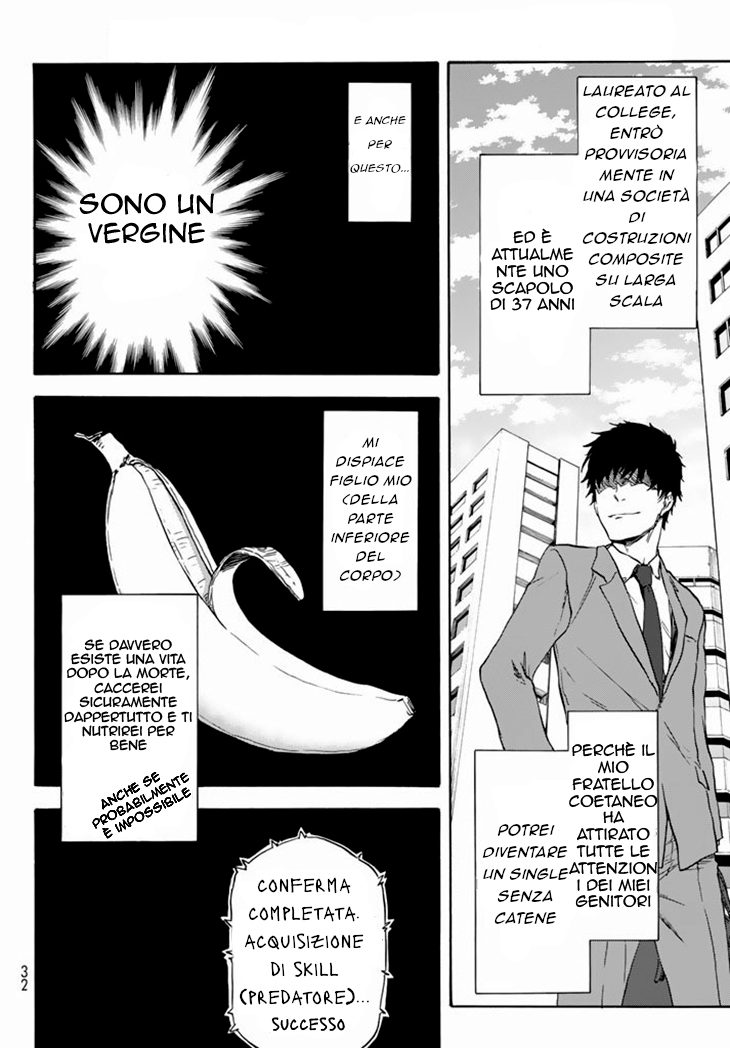 LAUREATO AL
COLLEGE,
ENTRÒ
PROVVISORIA
MENTE IN
UNA SOCIETÀ
DI
COSTRUZIONI
COMPOSITE
SU LARGA
SCALA
ED È
ATTUALME
NTE UNO
SCAPOLO
DI 37 ANNI
PERCHÈ IL
MIO
FRATELLO
COETANEO
HA
ATTIRATO
TUTTE LE
ATTENZION
I DEI MIEI
GENITORI
POTREI
DIVENTARE
UN SINGLE
SENZA
CATENE
E ANCHE
PER
QUESTO...
SONO UN
VERGINE
MI
DISPIACE
FIGLIO MIO
(DELLA
PARTE
INFERIORE
DEL
CORPO)
SE DAVVERO
ESISTE UNA VITA
DOPO LA MORTE,
CACCEREI
SICURAMENTE
DAPPERTUTTO E TI
NUTRIREI PER
BENE
ANCHE SE
PROBABILMENTE
È IMPOSSIBILE
CONFERMA
COMPLETATA.
ACQUISIZIONE
DI SKILL
(PREDATORE)...
SUCCESSO
32